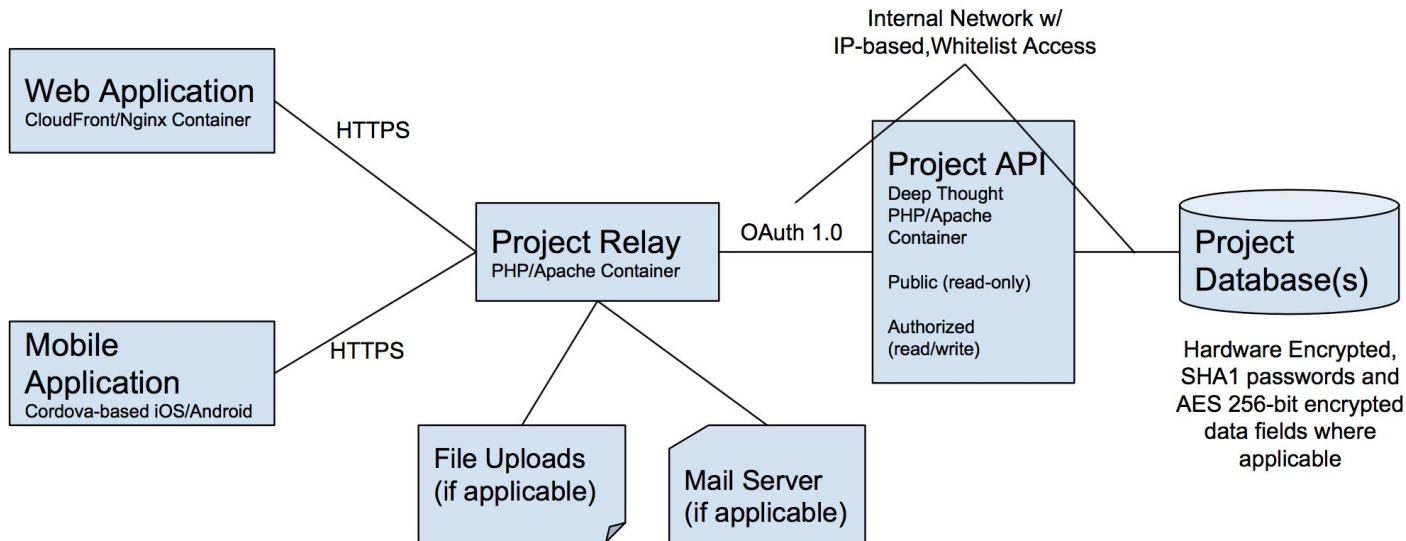 Internal Network w/
IP-based,Whitelist Access
Web Application
CloudFront/Nginx Container
HTTPS
Project API
Deep Thought
PHP/Apache
Container
Public (read-only)
Authorized
(read/write)
Project Relay
PHP/Apache Container
OAuth 1.0
Project
Database(s)
Hardware Encrypted,
SHA1 passwords and
AES 256-bit encrypted
data fields where
applicable
Mobile
Application
Cordova-based iOS/Android
HTTPS
File Uploads
(if applicable)
Mail Server
(if applicable)